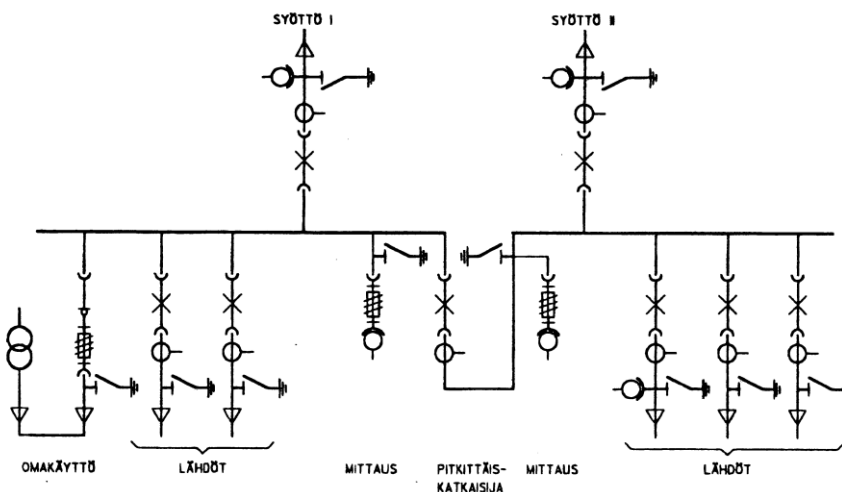 SYÖTTÖ I
SYÖTTÖ II
OMAKÄYTTÖ
LÄHDÖT
MITTAUS
PITKITTÄIS-
KATKAISIJA
MITTAUS
LÄHDÖT